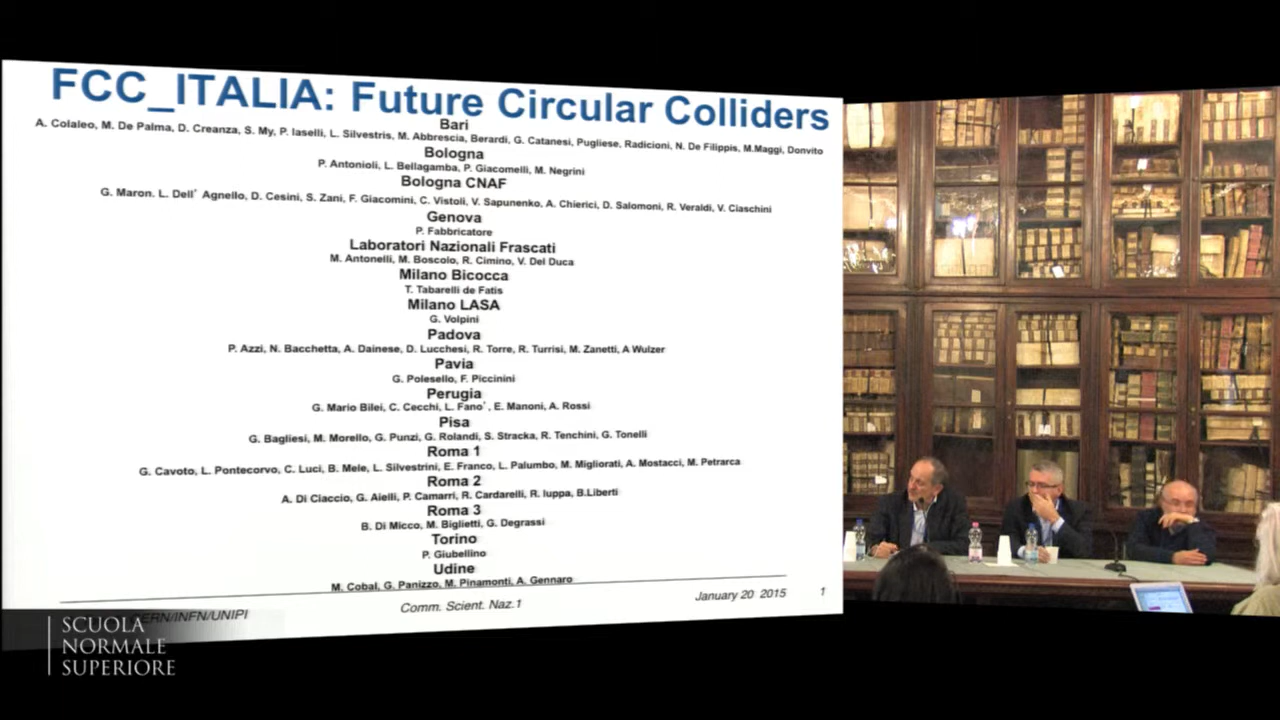 FCC_ITALIA: Future Circular Colliders
Bari
A. Colaleo, M. De Palma, D. Creanza, S. My, P. Iaselli, L. Silvestris, M. Abbrescia, Berardi, G. Catanesi, Pugliese, Radicioni, N. De Filippis, M.Maggi, Donvito
Bologna
P. Antonioli, L. Bellagamba, P. Giacomelli, M. Negrini
Bologna CNAF
G. Maron. L. Dell´ Agnello, D. Cesini, S. Zani, F. Giacomini, C. Vistoli, V. Sapunenko, A. Chierici, D. Salomoni, R. Veraldi, V. Ciaschini
Genova
P. Fabbricatore
Laboratori Nazionali Frascati
M. Antonelli, M. Boscolo, R. Cimino, V. Del Duca
Milano Bicocca
T. Tabarelli de Fatis
Milano LASA
G. Volpini
Padova
P. Azzi, N. Bacchetta, A. Dainese, D. Lucchesi, R. Torre, R. Turrisi, M. Zanetti, A Wulzer
Pavia
G. Polesello, F. Piccinini
Perugia
G. Mario Bilei, C. Cecchi, L. Fano´, E. Manoni, A. Rossi
Pisa
G. Bagliesi, M. Morello, G. Punzi, G. Rolandi, S. Stracka, R. Tenchini, G. Tonelli
Roma 1
G. Cavoto, L. Pontecorvo, C. Luci, B. Mele, L. Silvestrini, E. Franco, L. Palumbo, M. Migliorati, A. Mostacci, M. Petrarca
Roma 2
A. Di Ciaccio, G. Aielli, P. Camarri, R. Cardarelli, R. Iuppa, B.Liberti
Roma 3
B. Di Micco, M. Biglietti, G. Degrassi
Torino
P. Giubellino
Udine
M. Cobal, G. Panizzo, M. Pinamonti, A. Gennaro
CERN/INFN/UNIPI
Comm. Scient. Naz.1
January 20 2015
1
SCUOLA
NORMALE
SUPERIORE